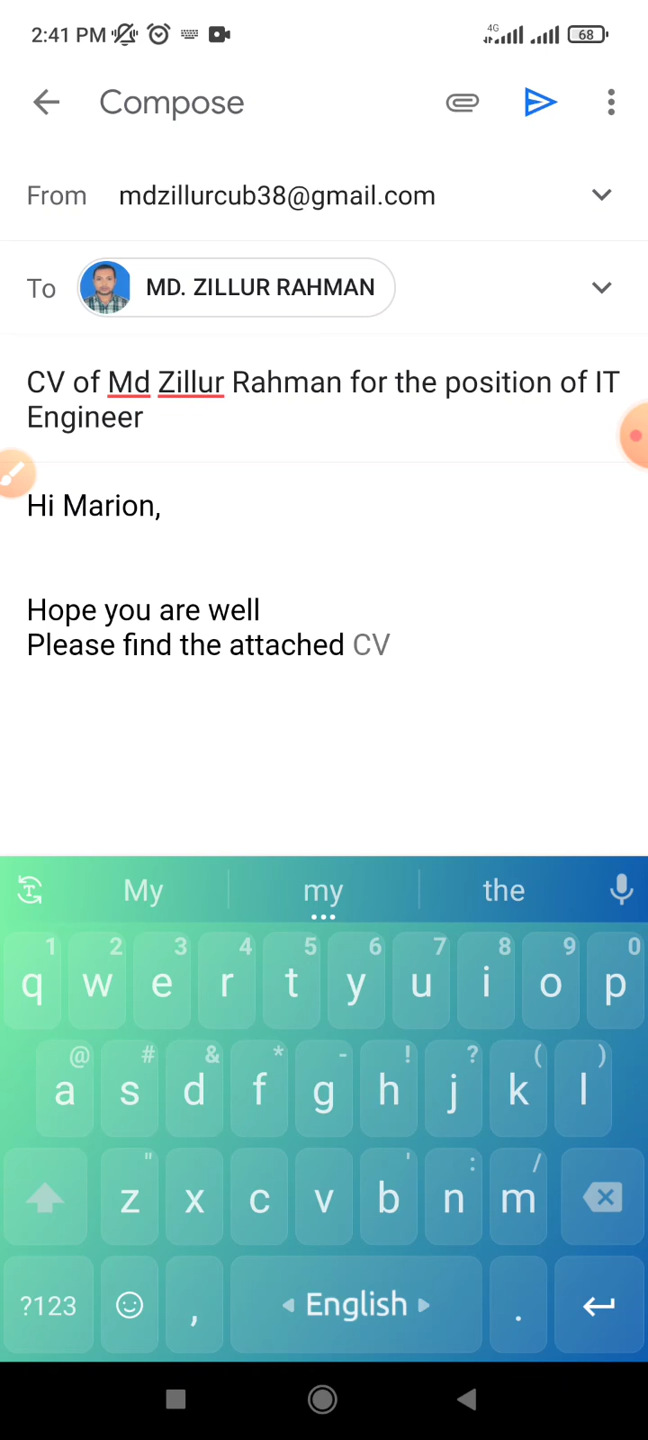 2:41 PM 4G 68
Compose
From mdzillurcub38@gmail.com
To MD. ZILLUR RAHMAN
CV of Md Zillur Rahman for the position of IT
Engineer
Hi Marion,
Hope you are well
Please find the attached CV
My my the
1 2 3 4 5 6 7 8 9 0
q w e r t y u i o p
@ # & * - ! ? ( )
a s d f g h j k l
" ' : /
z x c v b n m
?123 , English .